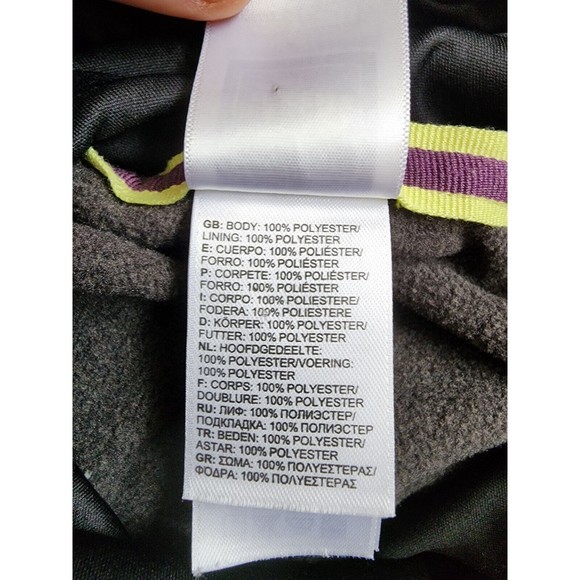 GB: BODY: 100% POLYESTER/
LINING: 100% POLYESTER
E: CUERPO: 100% POLIÉSTER/
FORRO: 100% POLIÉSTER
P: CORPETE: 100% POLIÉSTER/
FORRO: 100% POLIÉSTER
I: CORPO: 100% POLIESTERE/
FODERA: 100% POLIESTERE
D: KÖRPER: 100% POLYESTER/
FUTTER: 100% POLYESTER
NL: HOOFDGEDEELTE:
100% POLYESTER/VOERING:
100% POLYESTER
F: CORPS: 100% POLYESTER/
DOUBLURE: 100% POLYESTER
RU: ЛИФ: 100% ПОЛИЭСТЕР/
ПОДКЛАДКА: 100% ПОЛИЭСТЕР
TR: BEDEN: 100% POLYESTER/
ASTAR: 100% POLYESTER
GR: ΣΩΜΑ: 100% ΠΟΛΥΕΣΤΕΡΑΣ/
ΦΌΔΡΑ: 100% ΠΟΛΥΕΣΤΕΡΑΣ